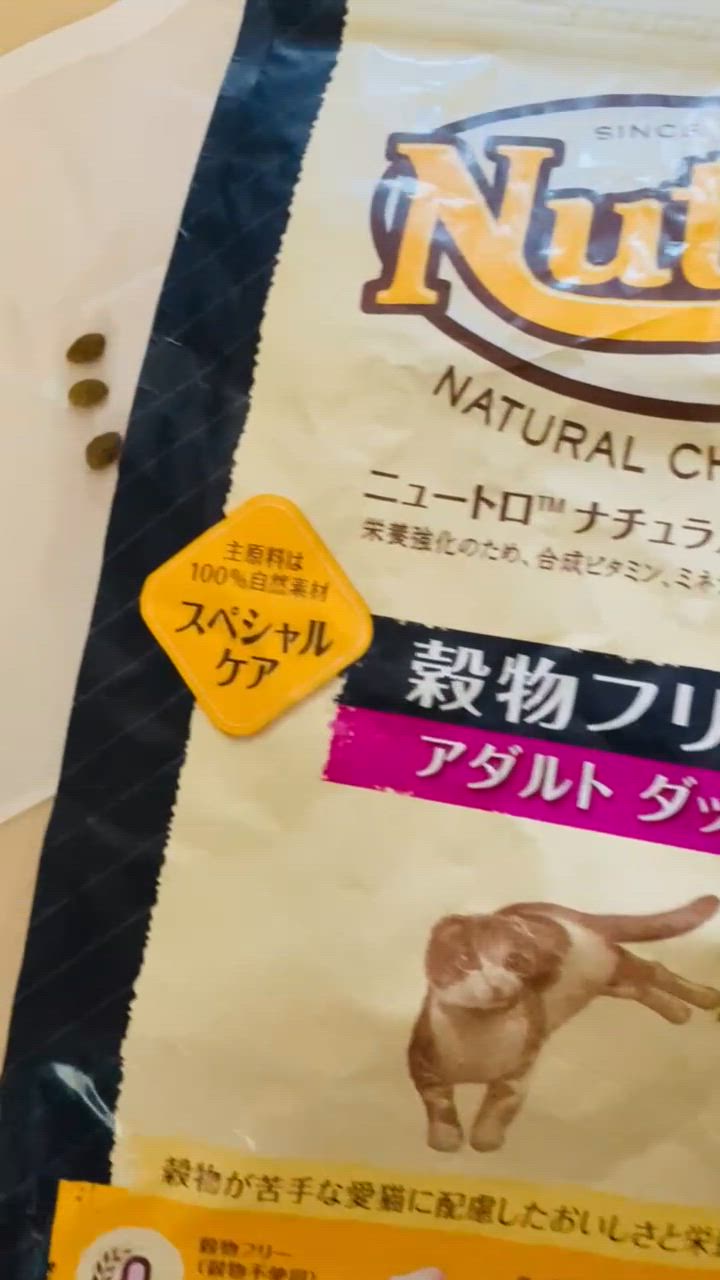 SINCE
Nut
NATURAL CH
ニュートロ™ ナチュラ
栄養強化のため、合成ビタミン、ミネ
主原料は
100%自然素材
スペシャル
ケア
穀物フリ
アダルト ダッ
穀物が苦手な愛猫に配慮したおいしさと栄
穀物フリー
(穀物不使用)